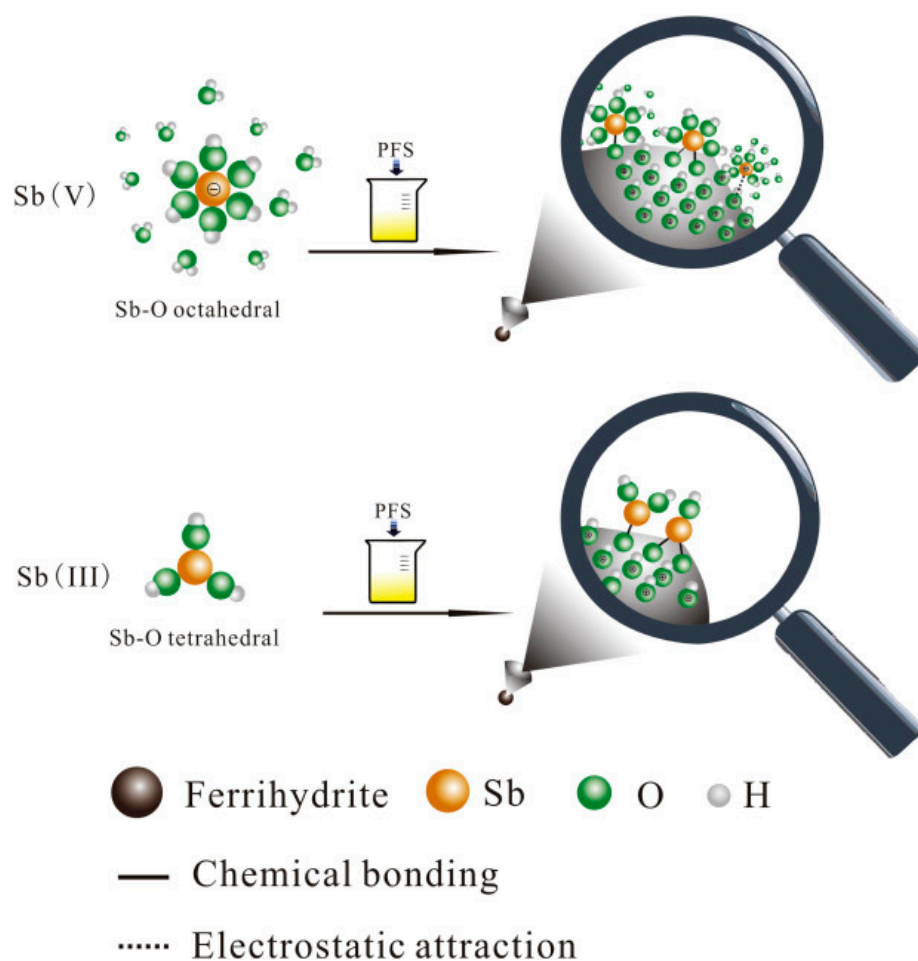 PFS
Sb(V)
Sb-O octahedral
PFS
Sb(III)
Sb-O tetrahedral
Ferrihydrite Sb O H
Chemical bonding
Electrostatic attraction